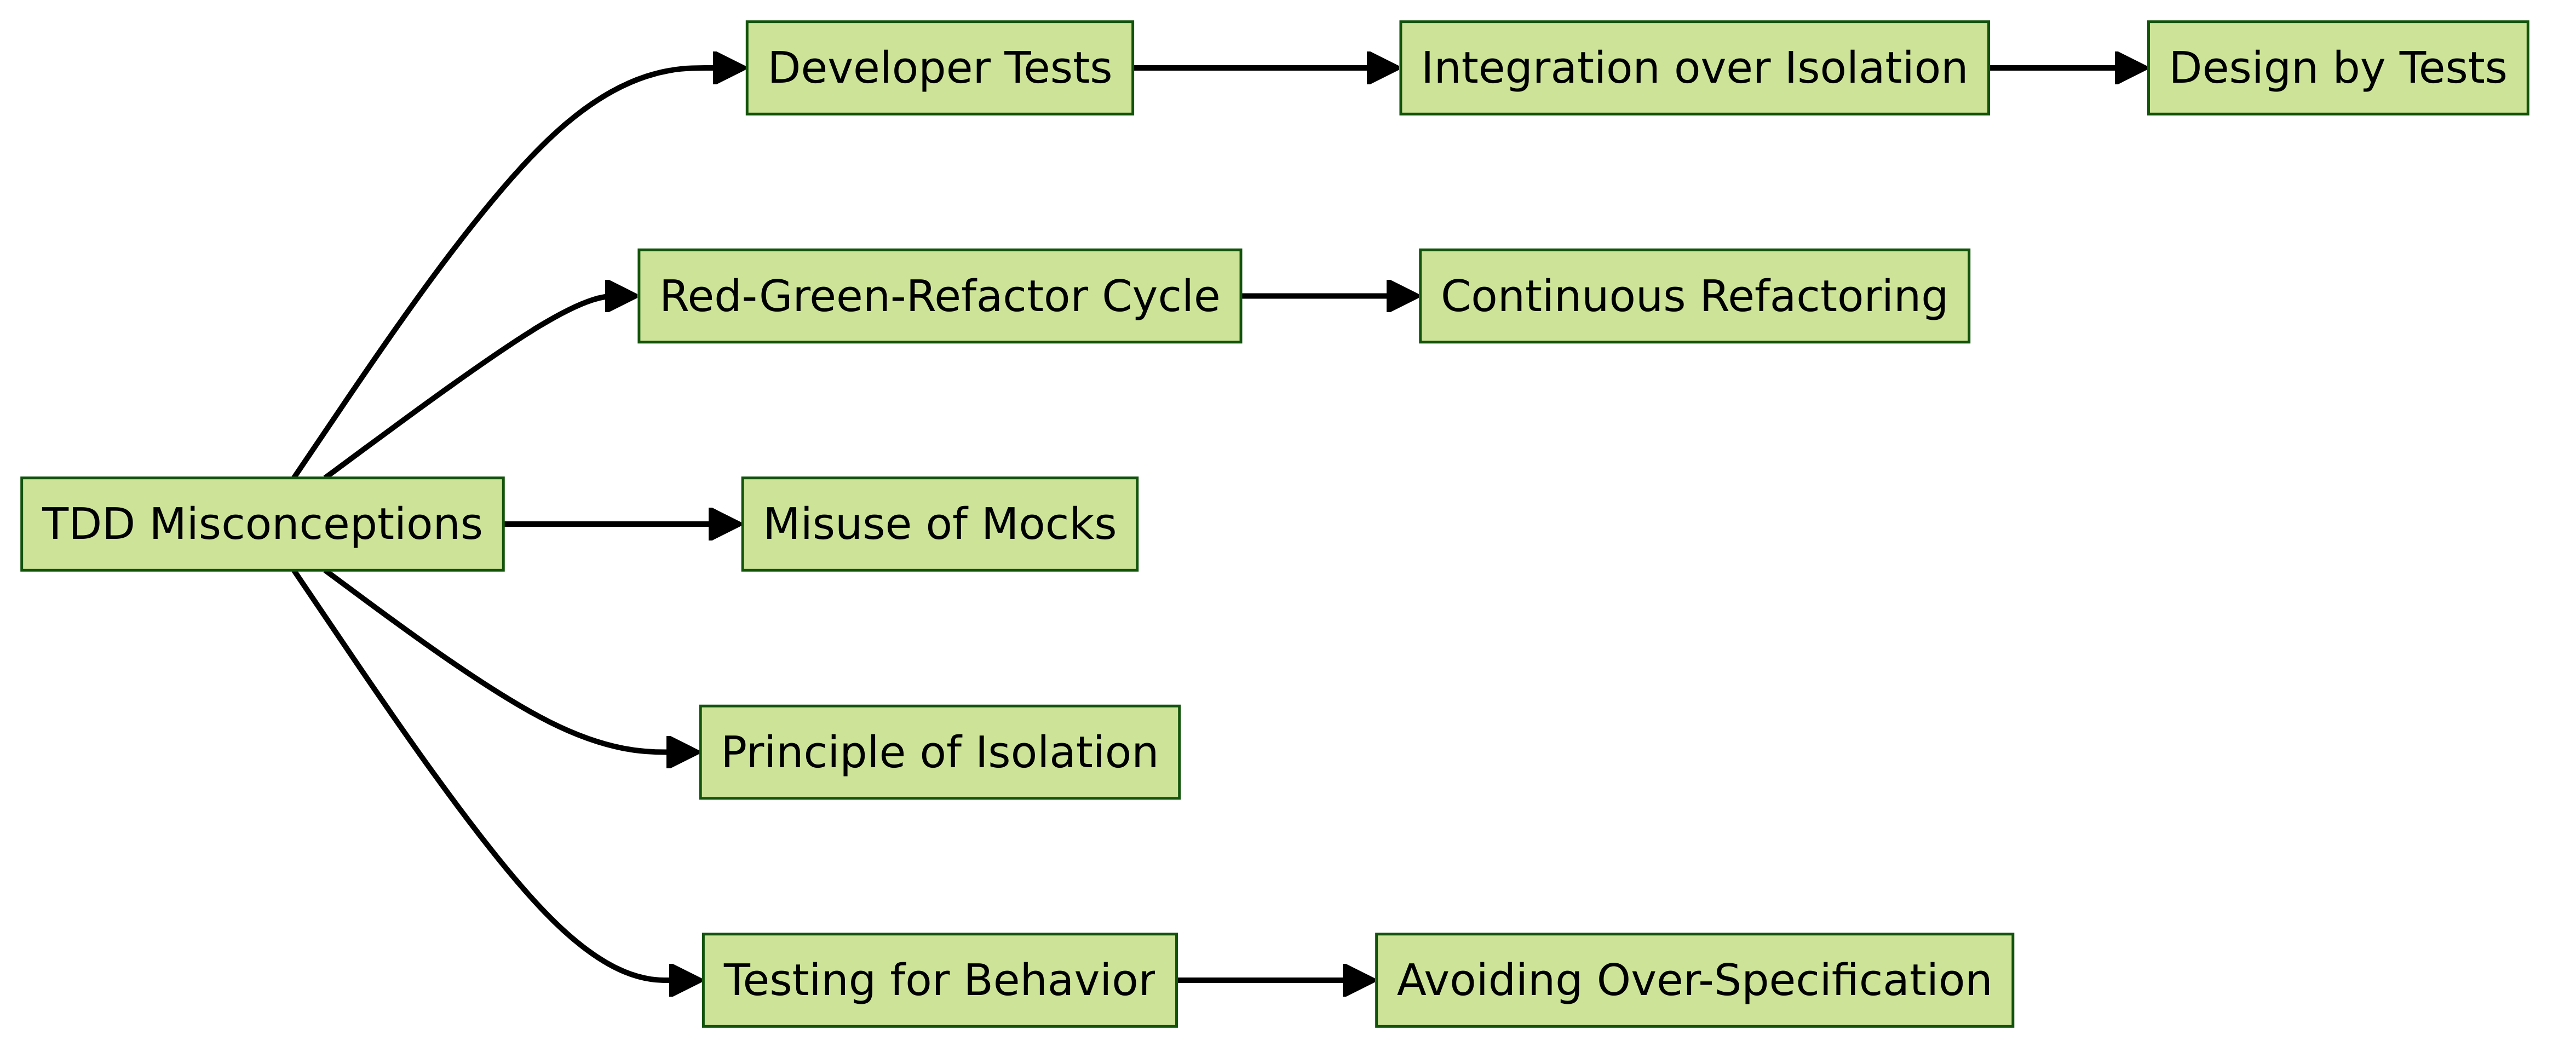 Developer Tests
Integration over Isolation
Design by Tests
Red-Green-Refactor Cycle
Continuous Refactoring
TDD Misconceptions
Misuse of Mocks
Principle of Isolation
Testing for Behavior
Avoiding Over-Specification